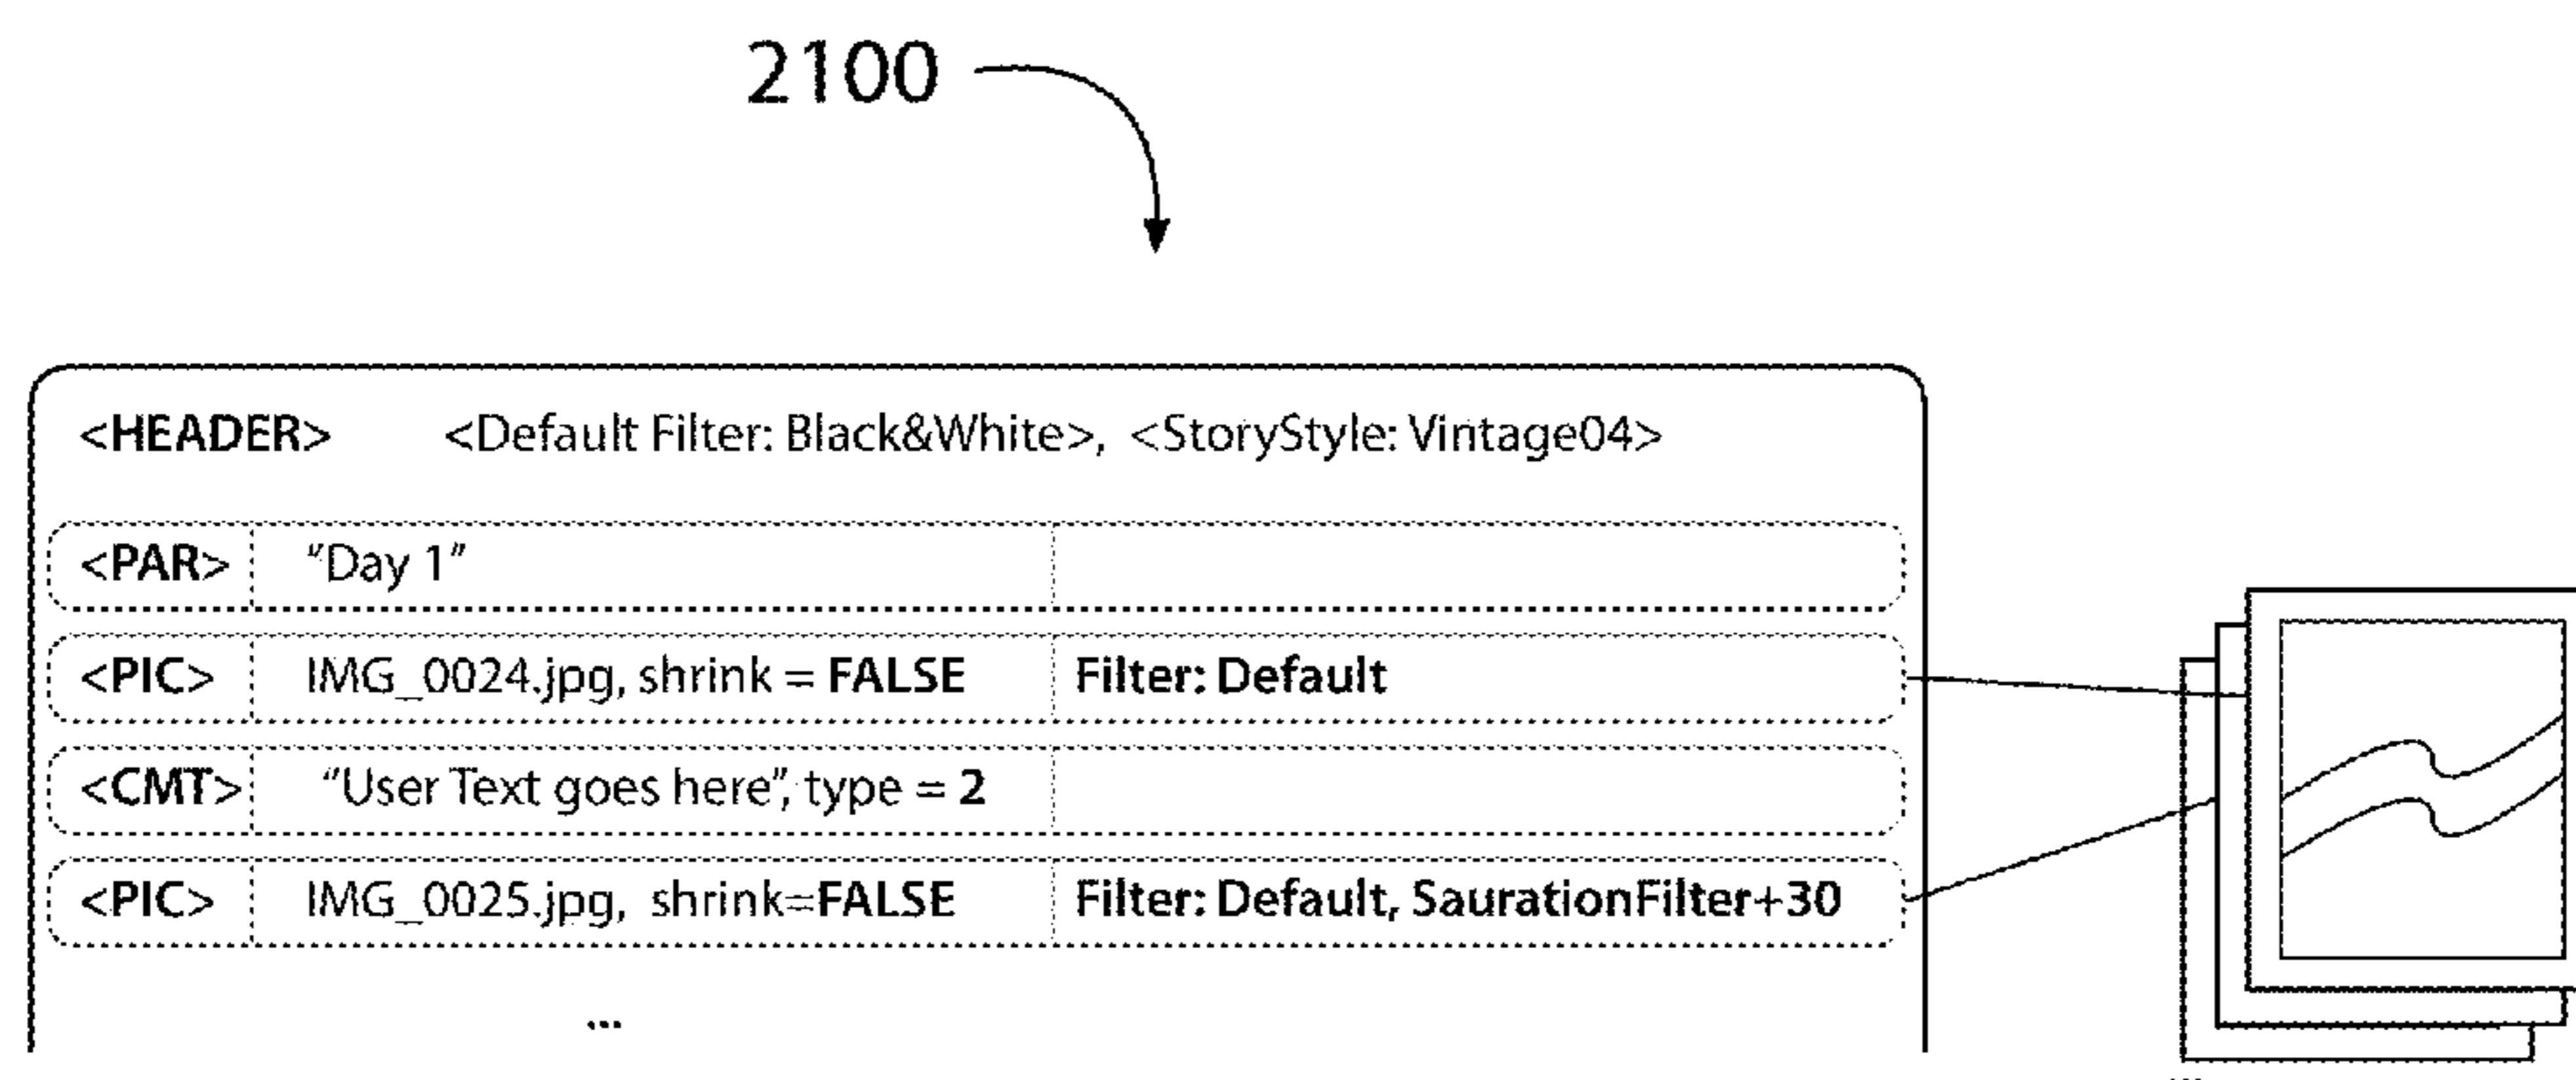 2100
<HEADER> <Default Filter: Black&White>, <StoryStyle: Vintage04>
<PAR> "Day 1"
<PIC> IMG_0024.jpg, shrink = FALSE Filter: Default
<CMT> "User Text goes here", type = 2
<PIC> IMG_0025.jpg, shrink=FALSE Filter: Default, SaurationFilter+30
...